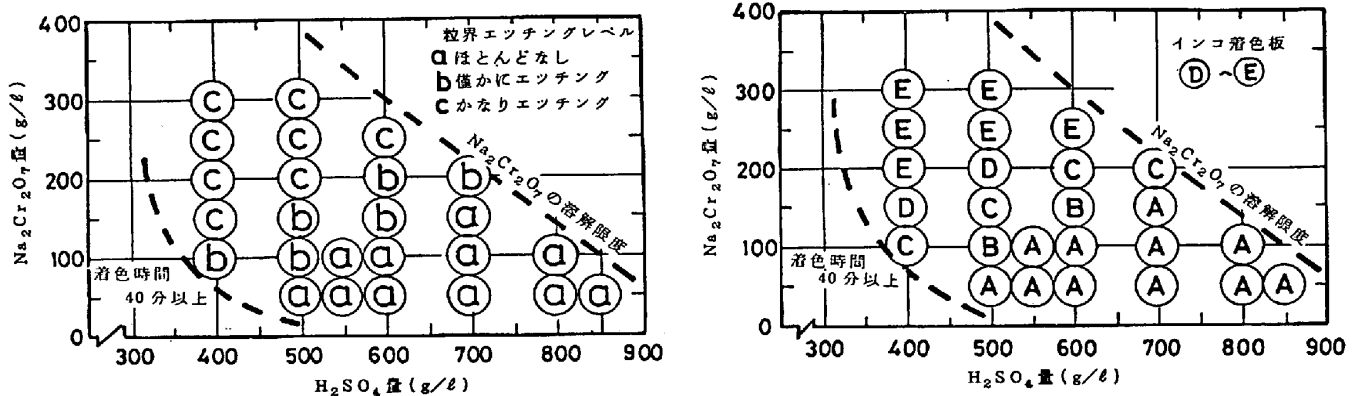 400
300
200
100
0
Na₂Cr₂O₇量(g/ℓ)
粒界エッチングレベル
a ほとんどなし
b 僅かにエッチング
c かなりエッチング
c c
c c c
c c b b
c b b a
b b a a a a
a a a a a a
Na₂Cr₂O₇の溶解限度
着色時間
40分以上
300 400 500 600 700 800 900
H₂SO₄量(g/ℓ)
400
300
200
100
0
Na₂Cr₂O₇量(g/ℓ)
インコ着色板
D ~ E
E E
E E E
E D C C
D C B A
C B A A A A
A A A A A A
Na₂Cr₂O₇の溶解限度
着色時間
40分以上
300 400 500 600 700 800 900
H₂SO₄量(g/ℓ)